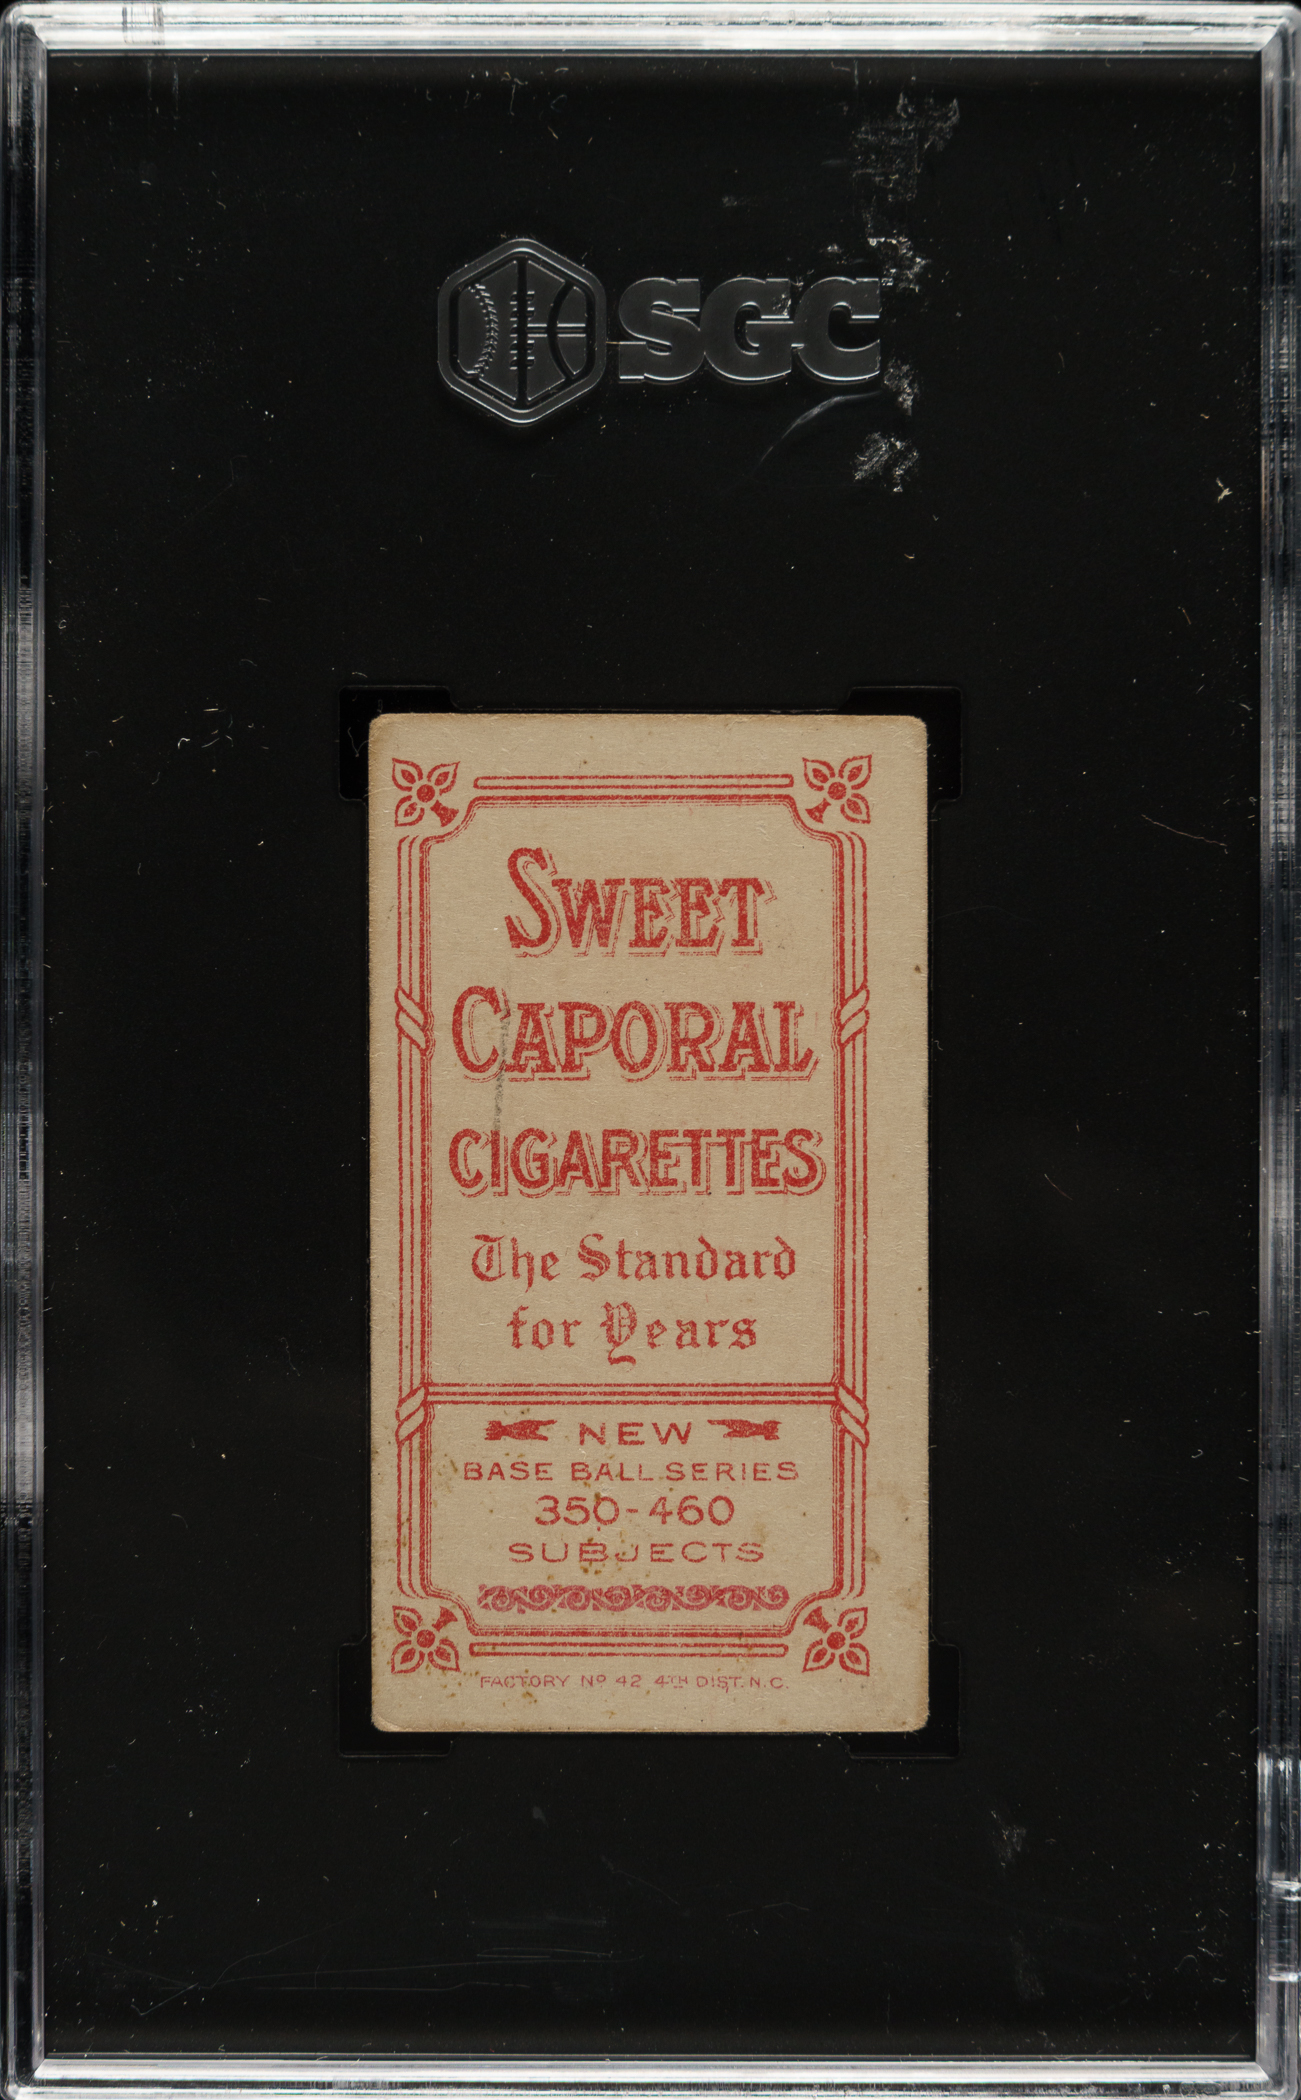 SGC
SWEET
CAPORAL
CIGARETTES
The Standard
for Years
NEW
BASE BALL SERIES
350-460
SUBJECTS
FACTORY Nº 42 4TH DIST. N.C.